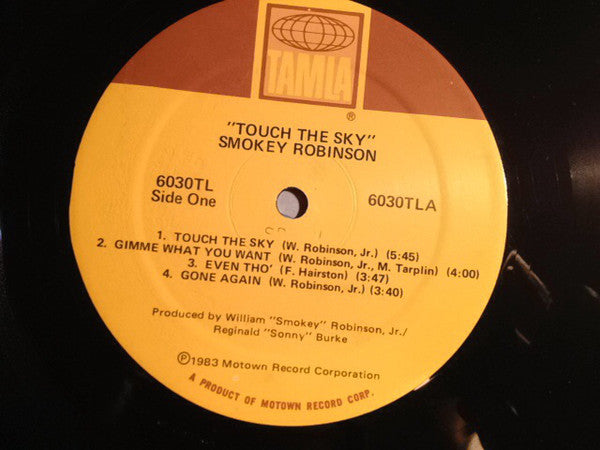 TAMLA
®
"TOUCH THE SKY"
SMOKEY ROBINSON
6030TL
Side One
6030TLA
1. TOUCH THE SKY (W. Robinson, Jr.) (5:45)
2. GIMME WHAT YOU WANT (W. Robinson, Jr., M. Tarplin) (4:00)
3. EVEN THO' (F. Hairston) (3:47)
4. GONE AGAIN (W. Robinson, Jr.) (3:40)
Produced by William "Smokey" Robinson, Jr./
Reginald "Sonny" Burke
℗1983 Motown Record Corporation
A PRODUCT OF MOTOWN RECORD CORP.